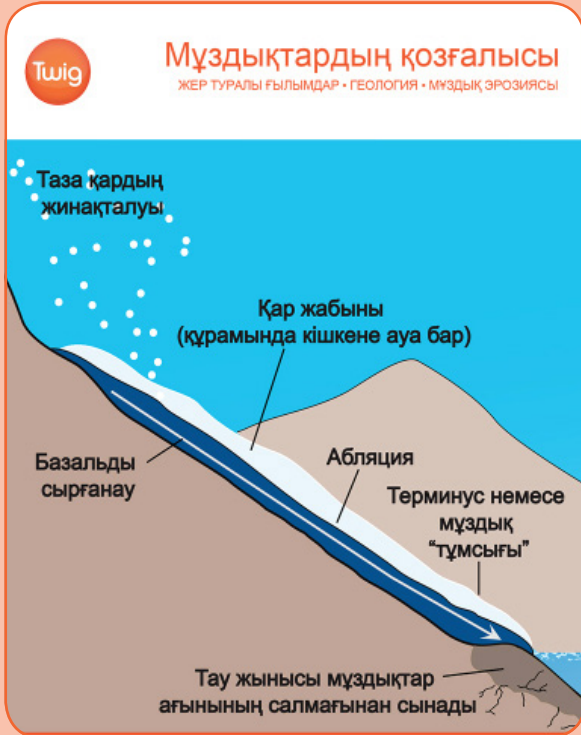 Twig
Мұздықтардың қозғалысы
ЖЕР ТУРАЛЫ ҒЫЛЫМДАР • ГЕОЛОГИЯ • МҰЗДЫҚ ЭРОЗИЯСЫ
Таза қардың
жинақталуы
Қар жабыны
(құрамында кішкене ауа бар)
Базальды
сырғанау
Абляция
Терминус немесе
мұздық
“тұмсығы”
Тау жынысы мұздықтар
ағынының салмағынан сынады